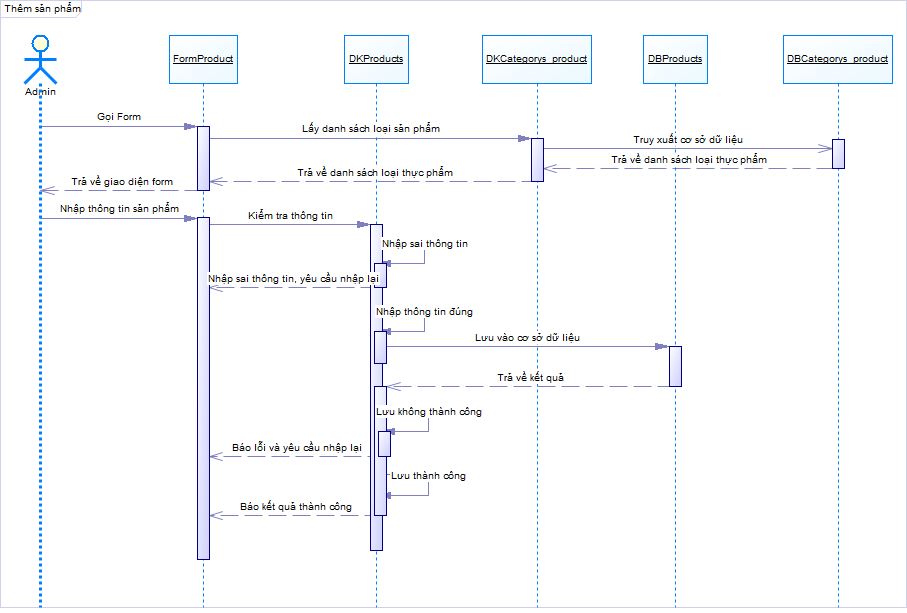 Thêm sản phẩm
FormProduct
DKProducts
DKCategorys_product
DBProducts
DBCategorys_product
Admin
Gọi Form
Lấy danh sách loại sản phẩm
Truy xuất cơ sở dữ liệu
Trả về danh sách loại thực phẩm
Trả về danh sách loại thực phẩm
Trả về giao diện form
Nhập thông tin sản phẩm
Kiểm tra thông tin
Nhập sai thông tin
Nhập sai thông tin, yêu cầu nhập lại
Nhập thông tin đúng
Lưu vào cơ sở dữ liệu
Trả về kết quả
Lưu không thành công
Báo lỗi và yêu cầu nhập lại
Lưu thành công
Báo kết quả thành công